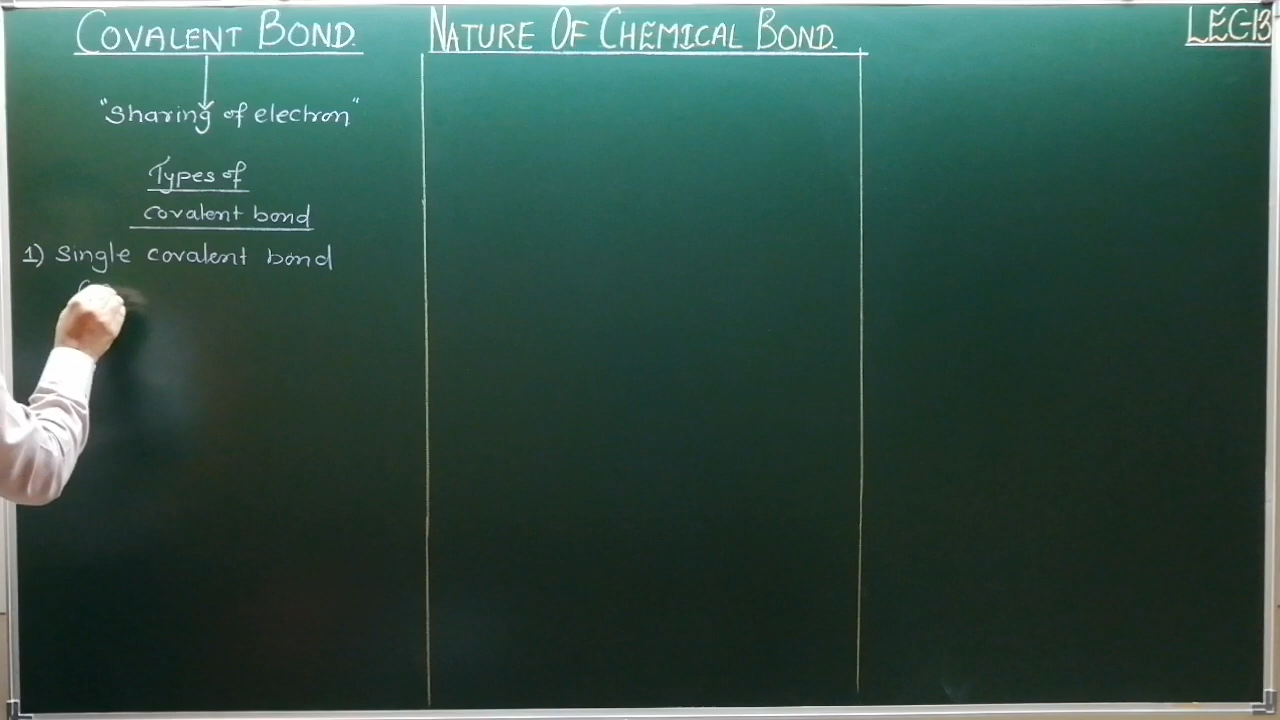 COVALENT BOND.
NATURE OF CHEMICAL BOND.
LEC-13
"Sharing of electron"
Types of
covalent bond
1) Single covalent bond